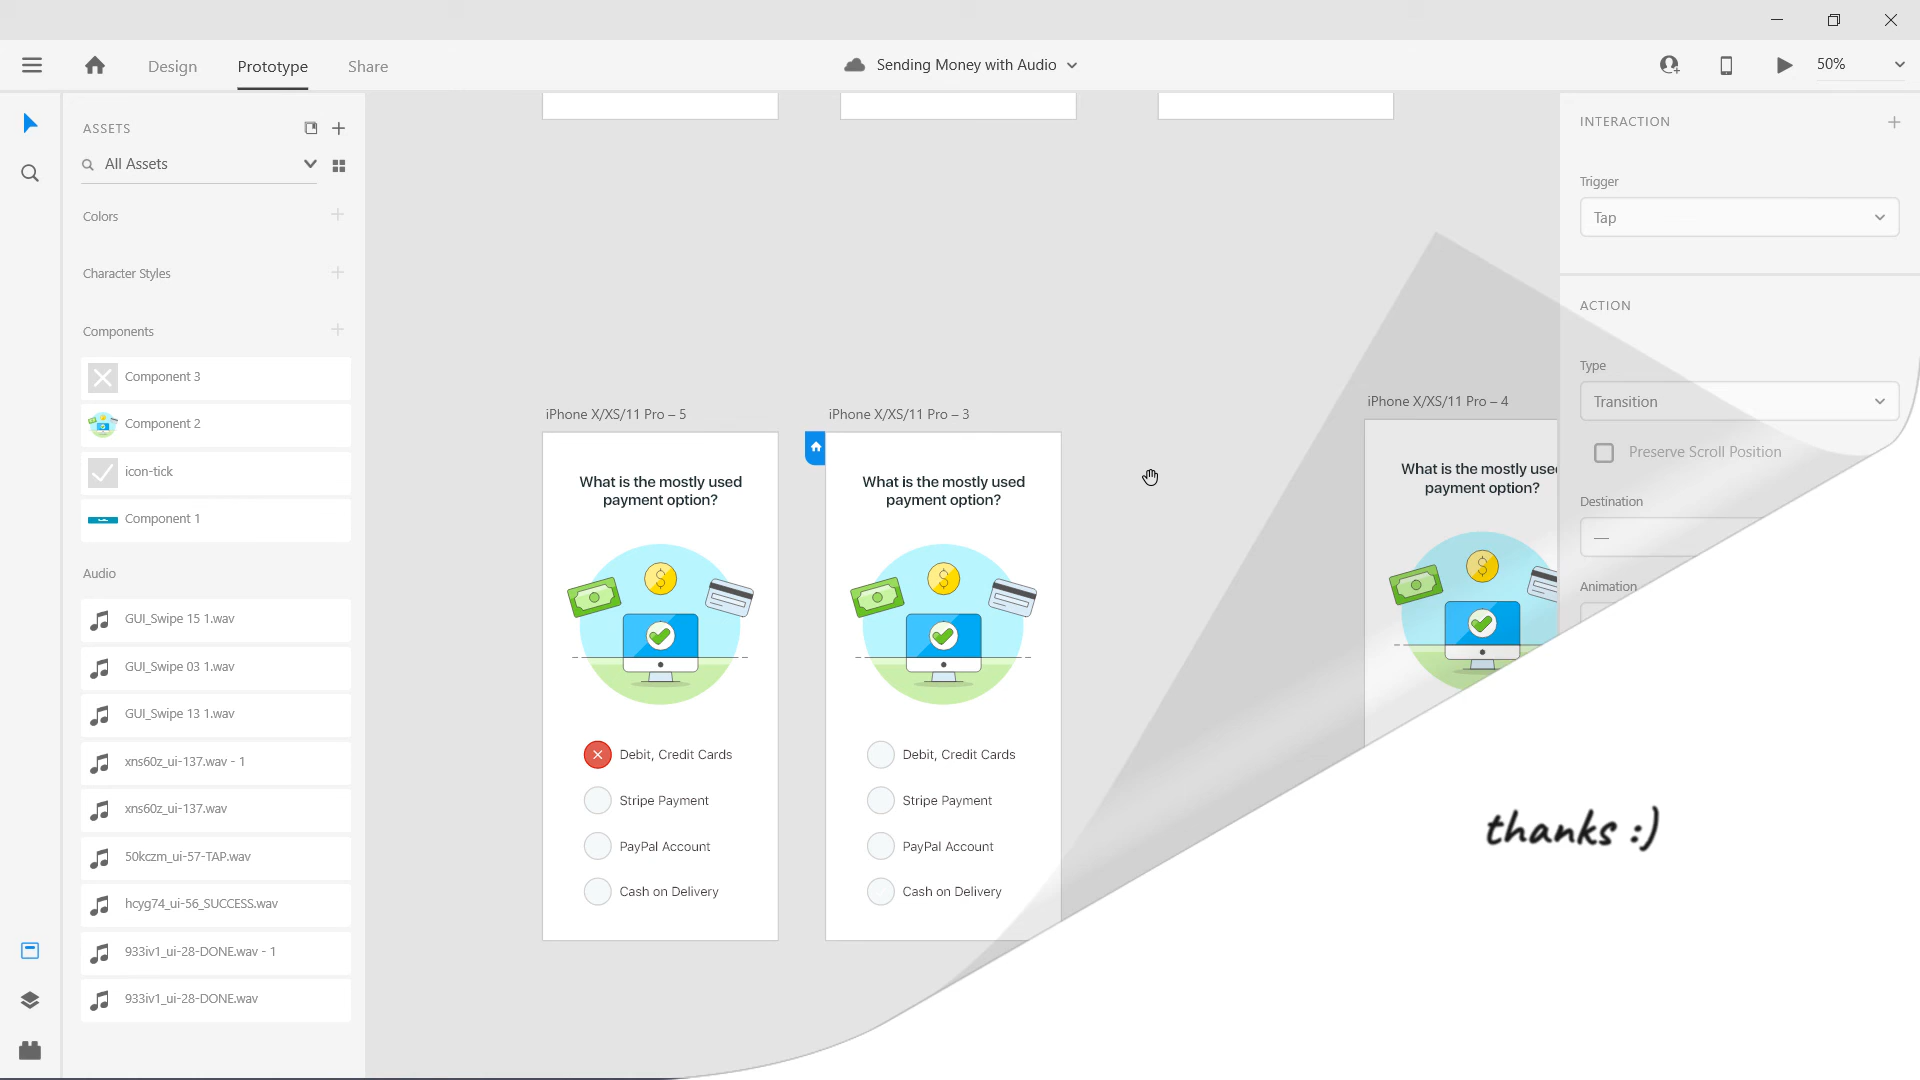 Design
Prototype
Share
Sending Money with Audio
50%
ASSETS
All Assets
Colors
Character Styles
Components
Component 3
Component 2
icon-tick
Component 1
Audio
GUI_Swipe 15 1.wav
GUI_Swipe 03 1.wav
GUI_Swipe 13 1.wav
xns60z_ui-137.wav - 1
xns60z_ui-137.wav
50kczm_ui-57-TAP.wav
hcyg74_ui-56_SUCCESS.wav
933iv1_ui-28-DONE.wav - 1
933iv1_ui-28-DONE.wav
iPhone X/XS/11 Pro – 5
What is the mostly used
payment option?
Debit, Credit Cards
Stripe Payment
PayPal Account
Cash on Delivery
iPhone X/XS/11 Pro – 3
What is the mostly used
payment option?
Debit, Credit Cards
Stripe Payment
PayPal Account
Cash on Delivery
iPhone X/XS/11 Pro – 4
What is the mostly use
payment option?
INTERACTION
Trigger
Tap
ACTION
Type
Transition
Preserve Scroll Position
Destination
—
Animation
thanks :)